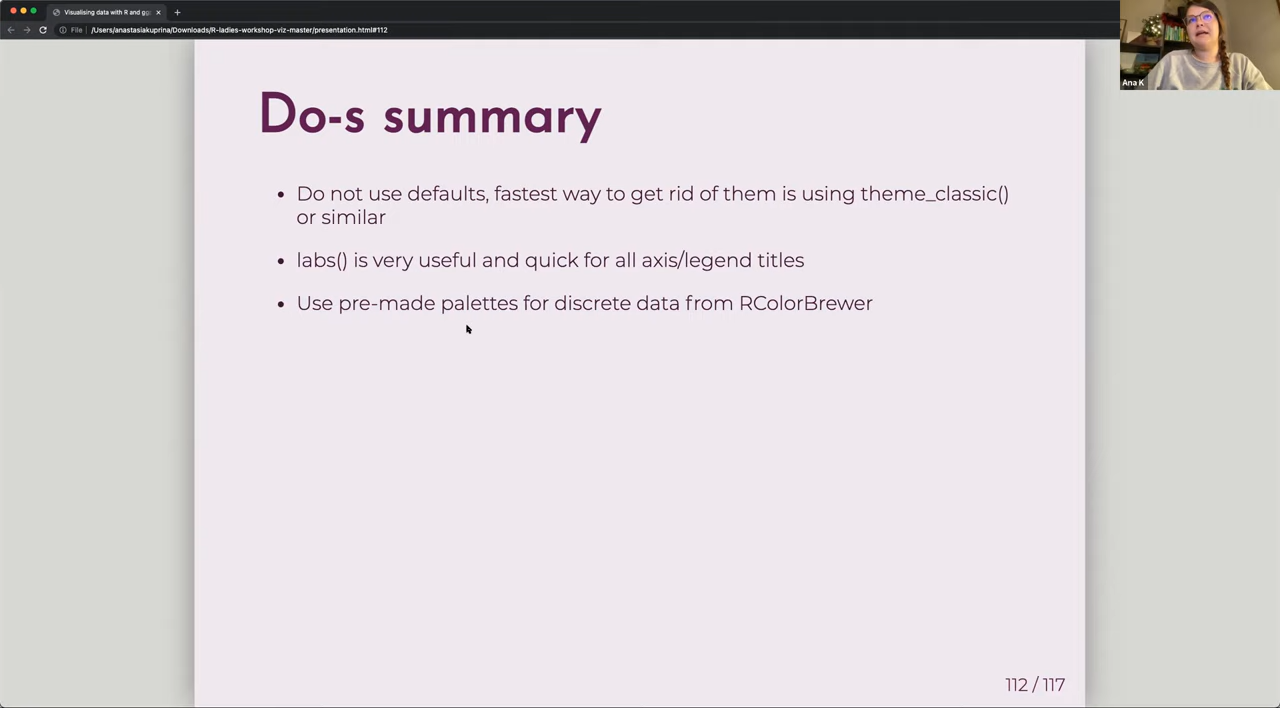 Visualising data with R and gg
File
/Users/anastasiakuprina/Downloads/R-ladies-workshop-viz-master/presentation.html#112
Ana K
Do-s summary
• Do not use defaults, fastest way to get rid of them is using theme_classic()
or similar
• labs() is very useful and quick for all axis/legend titles
• Use pre-made palettes for discrete data from RColorBrewer
112 / 117